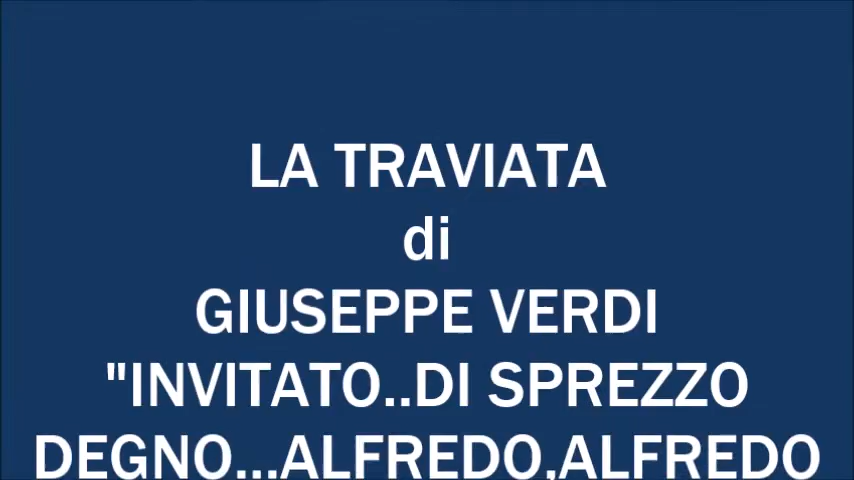 LA TRAVIATA
di
GIUSEPPE VERDI
"INVITATO..DI SPREZZO
DEGNO...ALFREDO,ALFREDO